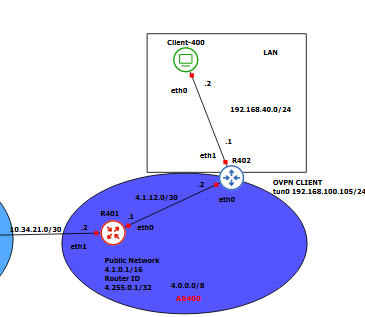 Client-400
LAN
.2
eth0
192.168.40.0/24
.1
eth1
R402
.2
OVPN CLIENT
tun0 192.168.100.105/24
4.1.12.0/30
eth0
R401
.1
10.34.21.0/30
.2
eth0
eth1
Public Network
4.1.0.1/16
Router ID
4.255.0.1/32
4.0.0.0/8
AS400